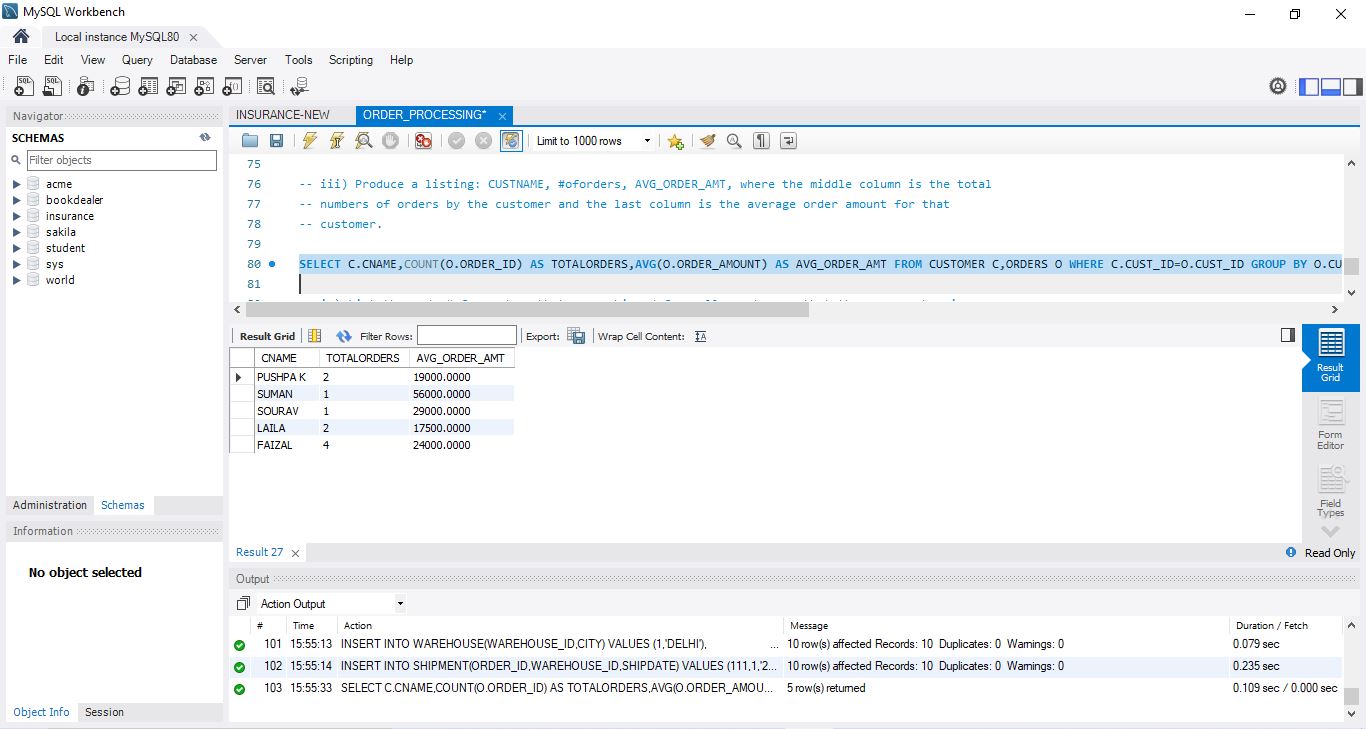 MySQL Workbench
Local instance MySQL80
File Edit View Query Database Server Tools Scripting Help
Navigator
SCHEMAS
Filter objects
acme
bookdealer
insurance
sakila
student
sys
world
Administration Schemas
Information
No object selected
Object Info Session
INSURANCE-NEW ORDER_PROCESSING*
Limit to 1000 rows
75
76 -- iii) Produce a listing: CUSTNAME, #oforders, AVG_ORDER_AMT, where the middle column is the total
77 -- numbers of orders by the customer and the last column is the average order amount for that
78 -- customer.
79
80 SELECT C.CNAME,COUNT(O.ORDER_ID) AS TOTALORDERS,AVG(O.ORDER_AMOUNT) AS AVG_ORDER_AMT FROM CUSTOMER C,ORDERS O WHERE C.CUST_ID=O.CUST_ID GROUP BY O.CU
81
Result Grid Filter Rows: Export: Wrap Cell Content:
CNAME TOTALORDERS AVG_ORDER_AMT
PUSHPA K 2 19000.0000
SUMAN 1 56000.0000
SOURAV 1 29000.0000
LAILA 2 17500.0000
FAIZAL 4 24000.0000
Result
Grid
Form
Editor
Field
Types
Result 27
Read Only
Output
Action Output
# Time Action Message Duration / Fetch
101 15:55:13 INSERT INTO WAREHOUSE(WAREHOUSE_ID,CITY) VALUES (1,'DELHI'), ... 10 row(s) affected Records: 10 Duplicates: 0 Warnings: 0 0.079 sec
102 15:55:14 INSERT INTO SHIPMENT(ORDER_ID,WAREHOUSE_ID,SHIPDATE) VALUES (111,1,'2... 10 row(s) affected Records: 10 Duplicates: 0 Warnings: 0 0.235 sec
103 15:55:33 SELECT C.CNAME,COUNT(O.ORDER_ID) AS TOTALORDERS,AVG(O.ORDER_AMOU... 5 row(s) returned 0.109 sec / 0.000 sec